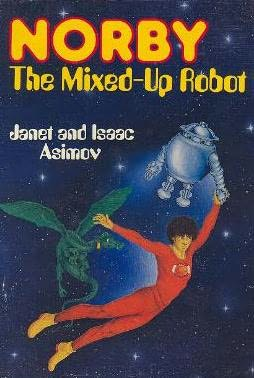 NORBY
The Mixed-Up Robot
Janet and Isaac
Asimov